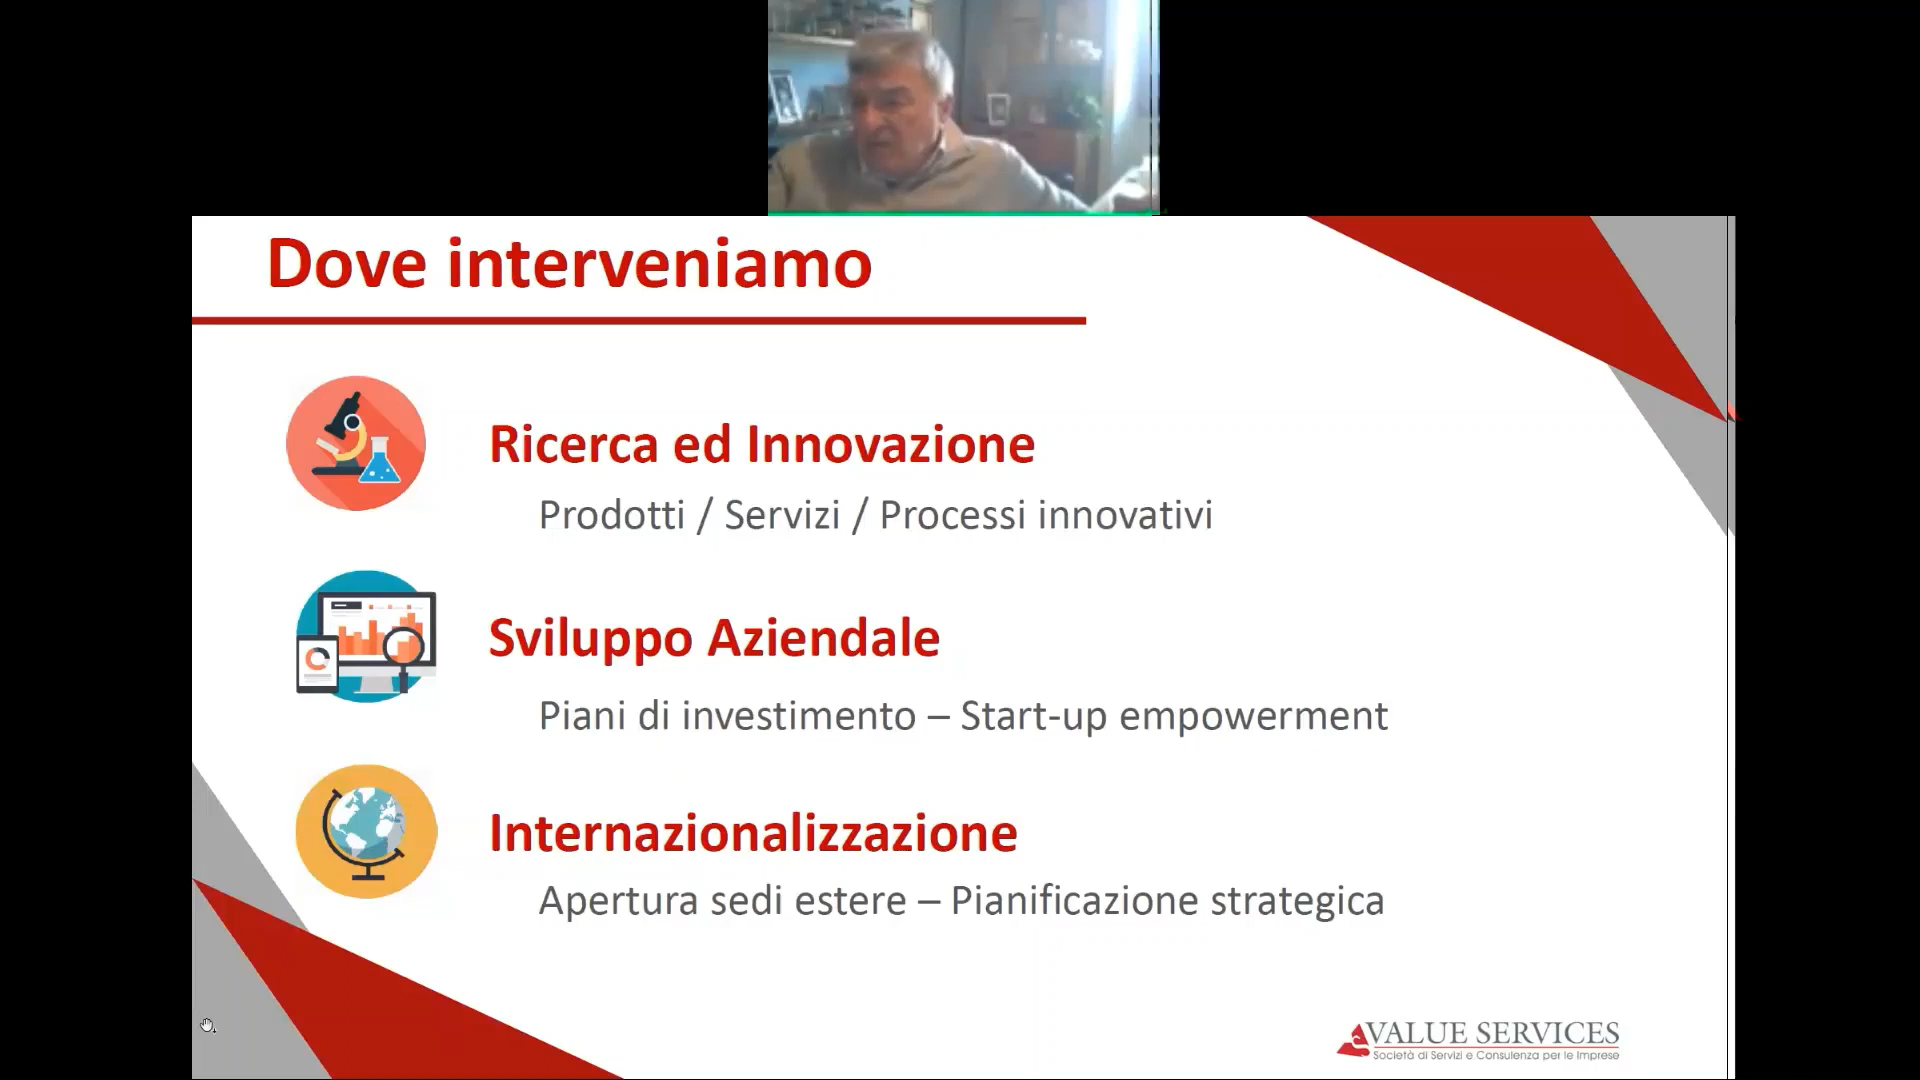 Dove interveniamo
Ricerca ed Innovazione
Prodotti / Servizi / Processi innovativi
Sviluppo Aziendale
Piani di investimento – Start-up empowerment
Internazionalizzazione
Apertura sedi estere – Pianificazione strategica
VALUE SERVICES
Società di Servizi e Consulenza per le Imprese